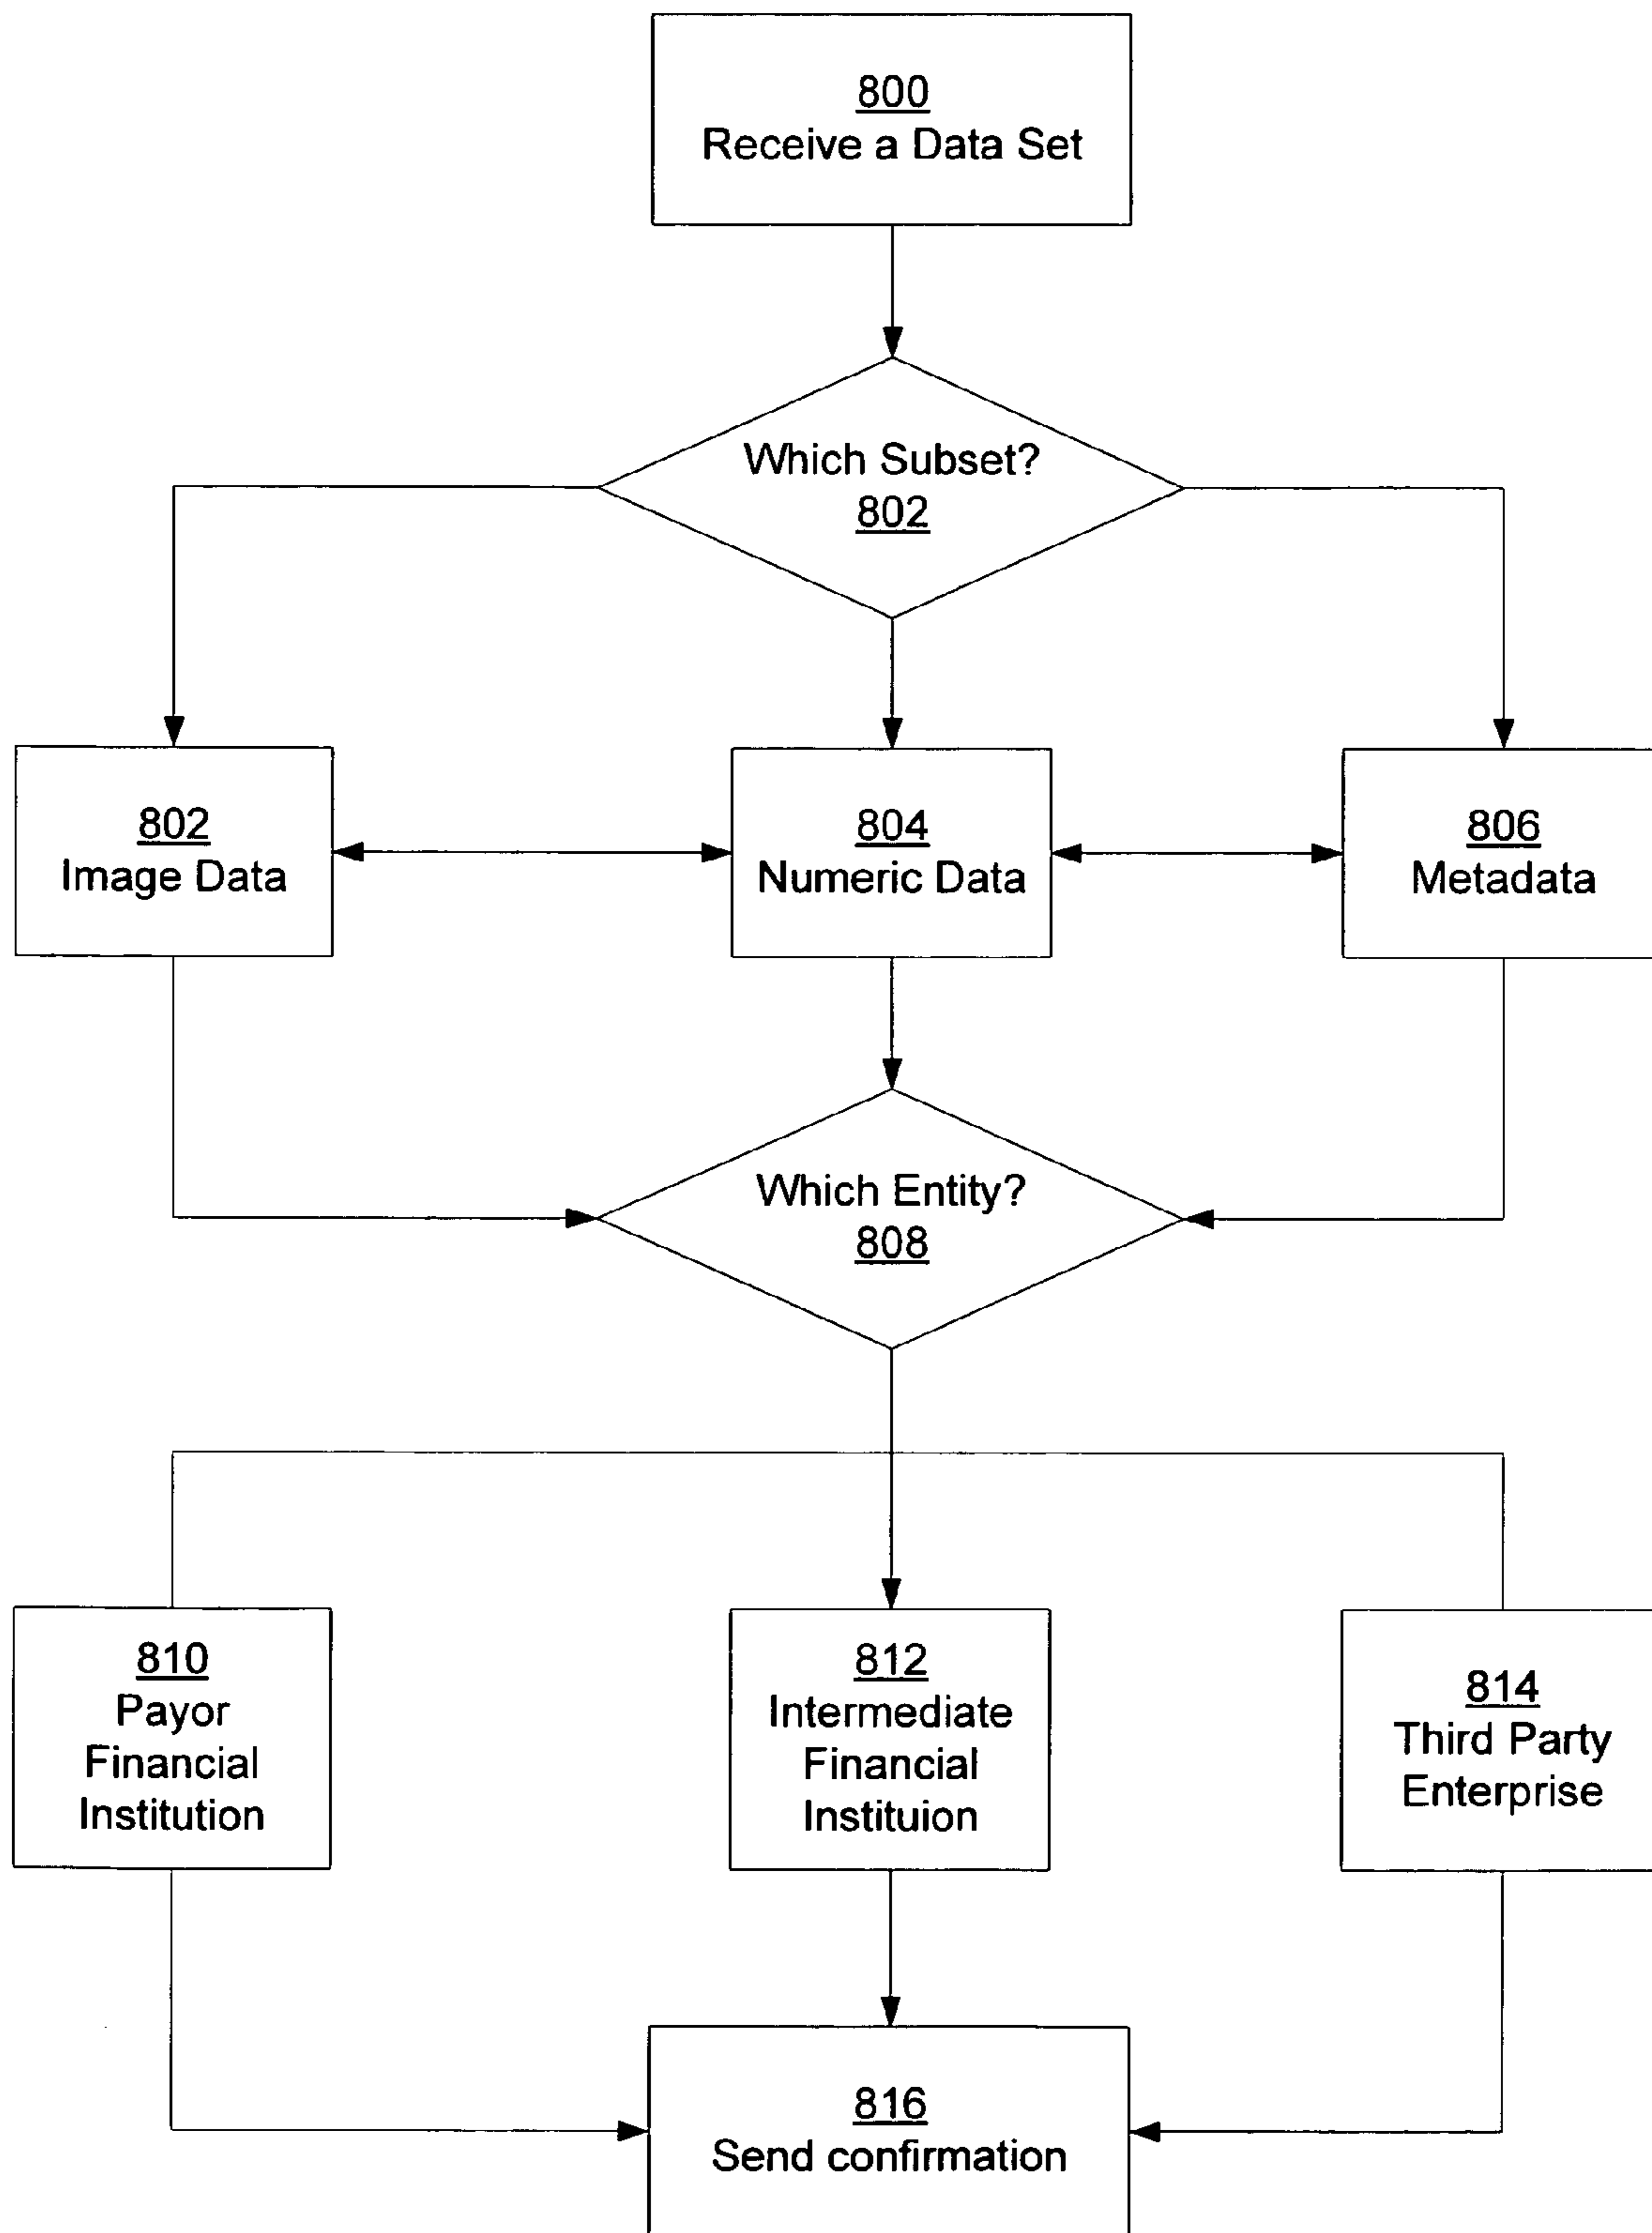 800
Receive a Data Set
Which Subset?
802
802
Image Data
804
Numeric Data
806
Metadata
Which Entity?
808
810
Payor
Financial
Institution
812
Intermediate
Financial
Instituion
814
Third Party
Enterprise
816
Send confirmation